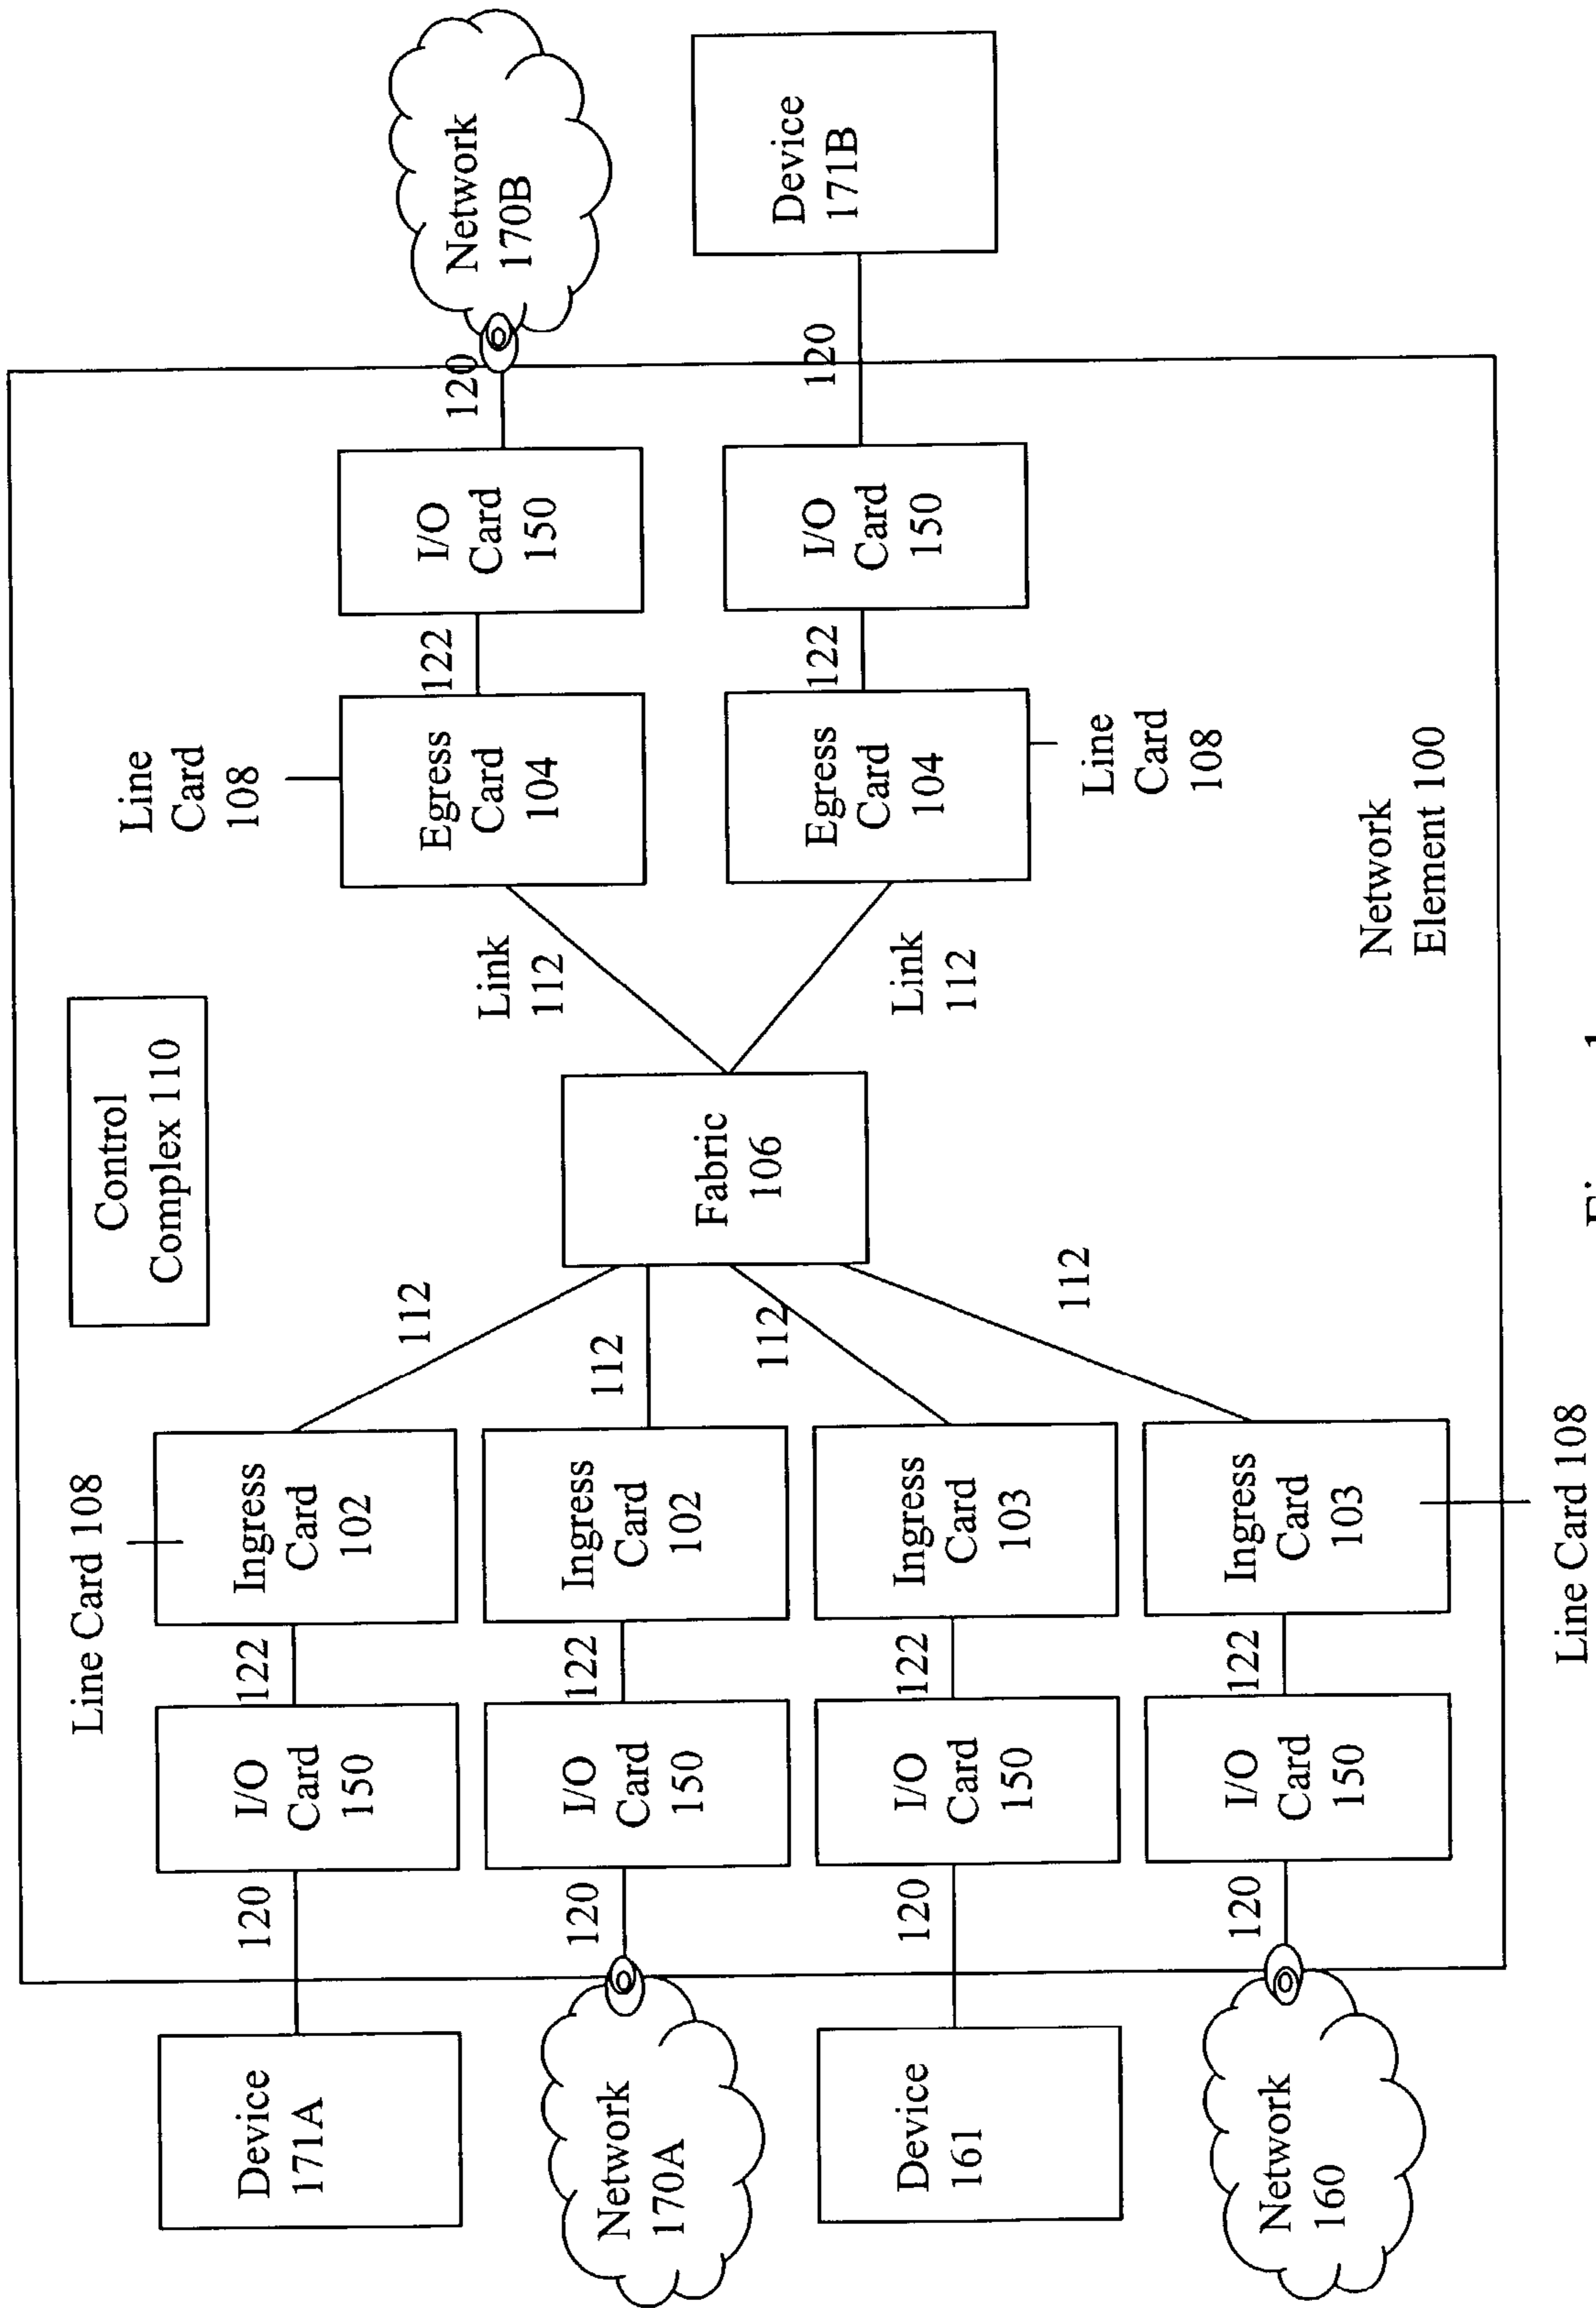 Control
Complex 110
Line Card 108
Line
Card
108
Device
171A
120
I/O
Card
150
122
Ingress
Card
102
112
Link
112
Egress
Card
104
122
I/O
Card
150
120
Network
170B
Network
170A
120
I/O
Card
150
122
Ingress
Card
102
112
Fabric
106
Device
161
120
I/O
Card
150
122
Ingress
Card
103
112
Link
112
Egress
Card
104
122
I/O
Card
150
120
Device
171B
Line
Card
108
Network
160
120
I/O
Card
150
122
Ingress
Card
103
112
Network
Element 100
Line Card 108